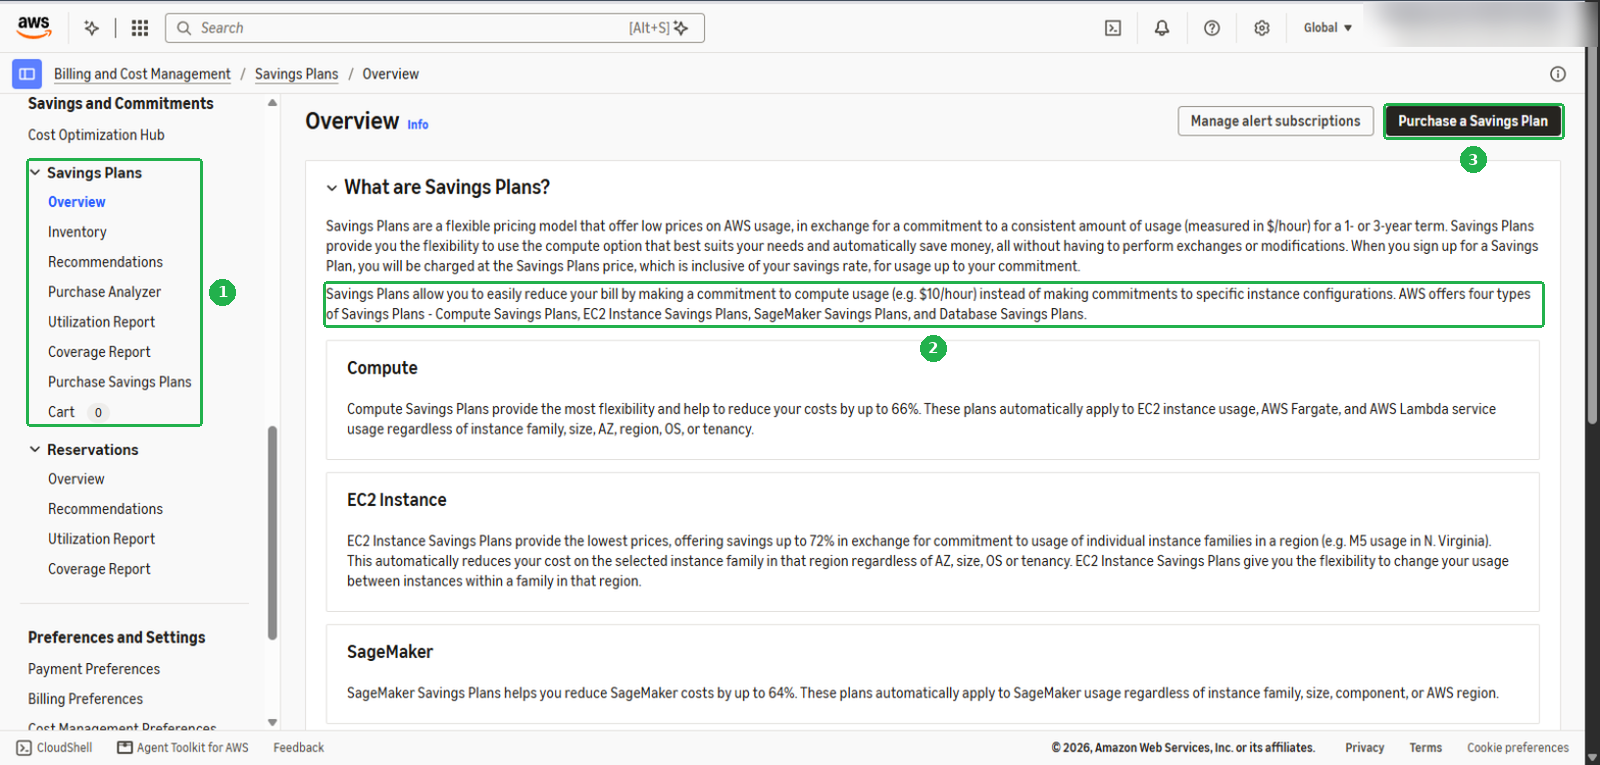 aws
Search
[Alt+S]
Global
Billing and Cost Management / Savings Plans / Overview
Savings and Commitments
Cost Optimization Hub
Savings Plans
Overview
Inventory
Recommendations
Purchase Analyzer
Utilization Report
Coverage Report
Purchase Savings Plans
Cart 0
1
Reservations
Overview
Recommendations
Utilization Report
Coverage Report
Preferences and Settings
Payment Preferences
Billing Preferences
Cost Management Preferences
Overview Info
Manage alert subscriptions
Purchase a Savings Plan
3
What are Savings Plans?
Savings Plans are a flexible pricing model that offer low prices on AWS usage, in exchange for a commitment to a consistent amount of usage (measured in $/hour) for a 1- or 3-year term. Savings Plans
provide you the flexibility to use the compute option that best suits your needs and automatically save money, all without having to perform exchanges or modifications. When you sign up for a Savings
Plan, you will be charged at the Savings Plans price, which is inclusive of your savings rate, for usage up to your commitment.
Savings Plans allow you to easily reduce your bill by making a commitment to compute usage (e.g. $10/hour) instead of making commitments to specific instance configurations. AWS offers four types
of Savings Plans - Compute Savings Plans, EC2 Instance Savings Plans, SageMaker Savings Plans, and Database Savings Plans.
2
Compute
Compute Savings Plans provide the most flexibility and help to reduce your costs by up to 66%. These plans automatically apply to EC2 instance usage, AWS Fargate, and AWS Lambda service
usage regardless of instance family, size, AZ, region, OS, or tenancy.
EC2 Instance
EC2 Instance Savings Plans provide the lowest prices, offering savings up to 72% in exchange for commitment to usage of individual instance families in a region (e.g. M5 usage in N. Virginia).
This automatically reduces your cost on the selected instance family in that region regardless of AZ, size, OS or tenancy. EC2 Instance Savings Plans give you the flexibility to change your usage
between instances within a family in that region.
SageMaker
SageMaker Savings Plans helps you reduce SageMaker costs by up to 64%. These plans automatically apply to SageMaker usage regardless of instance family, size, component, or AWS region.
CloudShell
Agent Toolkit for AWS
Feedback
© 2026, Amazon Web Services, Inc. or its affiliates.
Privacy
Terms
Cookie preferences